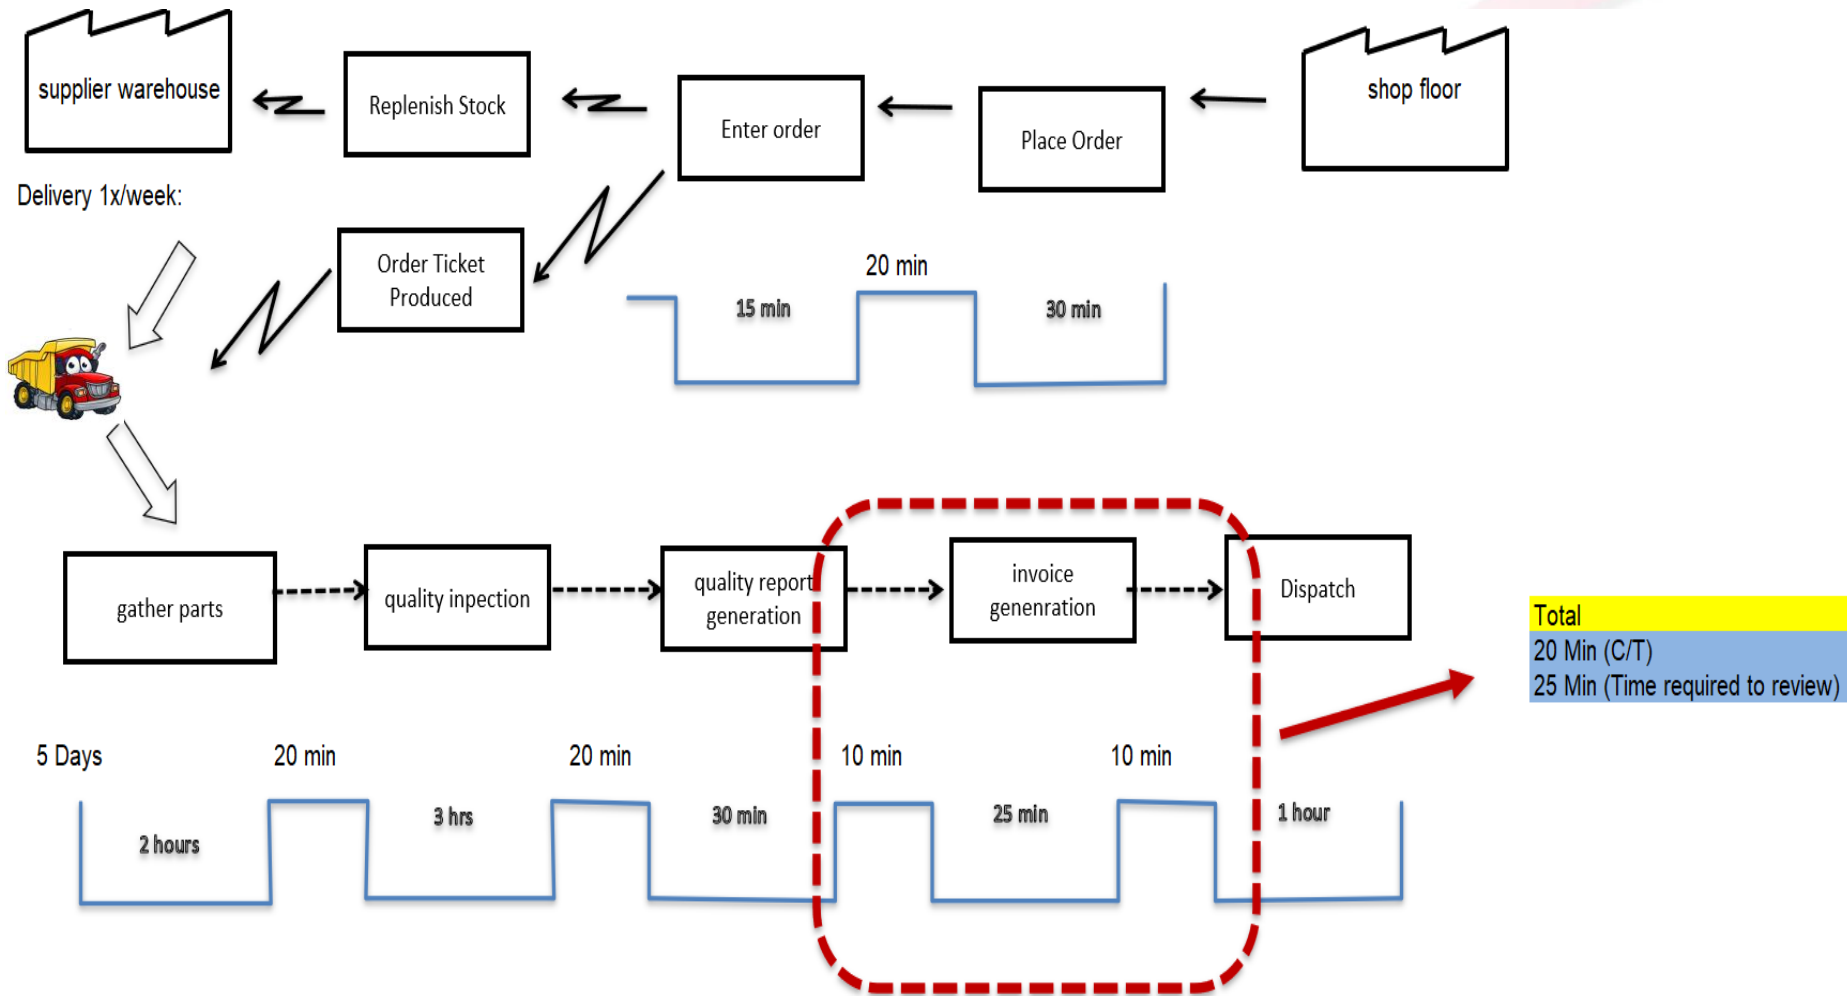 supplier warehouse
Replenish Stock
Enter order
Place Order
shop floor
Delivery 1x/week:
Order Ticket
Produced
20 min
15 min
30 min
gather parts
quality inpection
quality report
generation
invoice
genenration
Dispatch
Total
20 Min (C/T)
25 Min (Time required to review)
5 Days
20 min
20 min
10 min
10 min
2 hours
3 hrs
30 min
25 min
1 hour